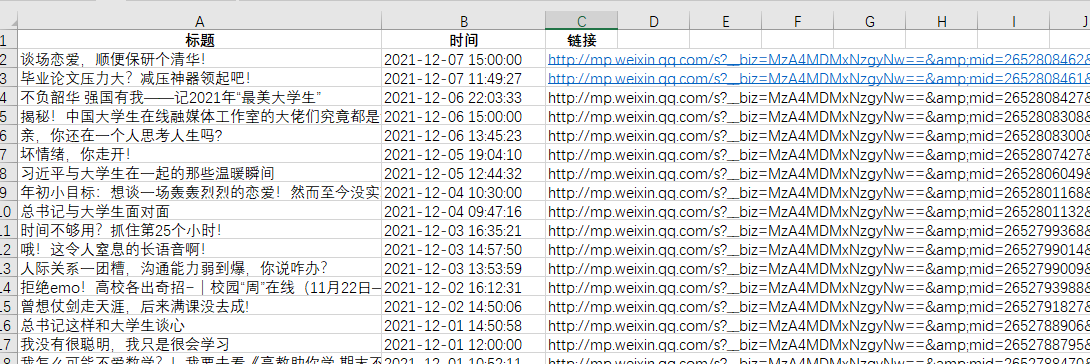 A B C D E F G H I J
1 标题 时间 链接
2 谈场恋爱，顺便保研个清华！ 2021-12-07 15:00:00 http://mp.weixin.qq.com/s?__biz=MzA4MDMxNzgyNw==&amp;mid=2652808462&
3 毕业论文压力大？减压神器领起吧！ 2021-12-07 11:49:27 http://mp.weixin.qq.com/s?__biz=MzA4MDMxNzgyNw==&amp;mid=2652808461&
4 不负韶华 强国有我——记2021年“最美大学生” 2021-12-06 22:03:33 http://mp.weixin.qq.com/s?__biz=MzA4MDMxNzgyNw==&amp;mid=2652808427&
5 揭秘！中国大学生在线融媒体工作室的大佬们究竟都是 2021-12-06 15:00:00 http://mp.weixin.qq.com/s?__biz=MzA4MDMxNzgyNw==&amp;mid=2652808308&
6 亲，你还在一个人思考人生吗？ 2021-12-06 13:45:23 http://mp.weixin.qq.com/s?__biz=MzA4MDMxNzgyNw==&amp;mid=2652808300&
7 坏情绪，你走开！ 2021-12-05 19:04:10 http://mp.weixin.qq.com/s?__biz=MzA4MDMxNzgyNw==&amp;mid=2652807427&
8 习近平与大学生在一起的那些温暖瞬间 2021-12-05 12:44:32 http://mp.weixin.qq.com/s?__biz=MzA4MDMxNzgyNw==&amp;mid=2652806049&
9 年初小目标：想谈一场轰轰烈烈的恋爱！然而至今没实 2021-12-04 10:30:00 http://mp.weixin.qq.com/s?__biz=MzA4MDMxNzgyNw==&amp;mid=2652801168&
10 总书记与大学生面对面 2021-12-04 09:47:16 http://mp.weixin.qq.com/s?__biz=MzA4MDMxNzgyNw==&amp;mid=2652801132&
11 时间不够用？抓住第25个小时！ 2021-12-03 16:35:21 http://mp.weixin.qq.com/s?__biz=MzA4MDMxNzgyNw==&amp;mid=2652799368&
12 哦！这令人窒息的长语音啊！ 2021-12-03 14:57:50 http://mp.weixin.qq.com/s?__biz=MzA4MDMxNzgyNw==&amp;mid=2652799014&
13 人际关系一团糟，沟通能力弱到爆，你说咋办？ 2021-12-03 13:53:59 http://mp.weixin.qq.com/s?__biz=MzA4MDMxNzgyNw==&amp;mid=2652799009&
14 拒绝emo！高校各出奇招~｜校园“周”在线（11月22日— 2021-12-02 16:12:31 http://mp.weixin.qq.com/s?__biz=MzA4MDMxNzgyNw==&amp;mid=2652793988&
15 曾想仗剑走天涯，后来满课没去成！ 2021-12-02 14:50:06 http://mp.weixin.qq.com/s?__biz=MzA4MDMxNzgyNw==&amp;mid=2652791827&
16 总书记这样和大学生谈心 2021-12-01 14:50:58 http://mp.weixin.qq.com/s?__biz=MzA4MDMxNzgyNw==&amp;mid=2652788906&
17 我没有很聪明，我只是很会学习 2021-12-01 12:00:00 http://mp.weixin.qq.com/s?__biz=MzA4MDMxNzgyNw==&amp;mid=2652788795&